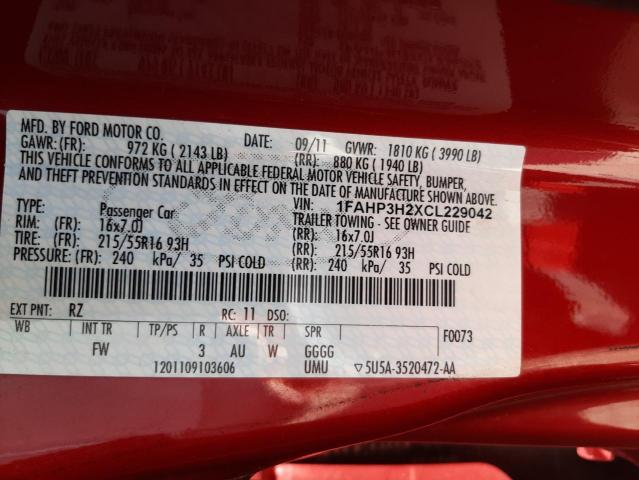 MFD. BY FORD MOTOR CO. DATE: 09/11 GVWR: 1810 KG ( 3990 LB)
GAWR: (FR): 972 KG ( 2143 LB) (RR): 880 KG ( 1940 LB)
THIS VEHICLE CONFORMS TO ALL APPLICABLE FEDERAL MOTOR VEHICLE SAFETY, BUMPER,
AND THEFT PREVENTION STANDARDS IN EFFECT ON THE DATE OF MANUFACTURE SHOWN ABOVE.
VIN: 1FAHP3H2XCL229042
TYPE: Passenger Car TRAILER TOWING - SEE OWNERS GUIDE
RIM: (FR): 16x7.0J (RR): 16x7.0J
TIRE: (FR): 215/55R16 93H (RR): 215/55R16 93H
PRESSURE: (FR): 240 kPa/ 35 PSI COLD (RR): 240 kPa/ 35 PSI COLD
EXT PNT: RZ RC: 11 DSO:
WB INT TR TP/PS R AXLE TR SPR F0073
FW 3 AU W GGGG
1201109103606 UMU ▽5U5A-3520472-AA